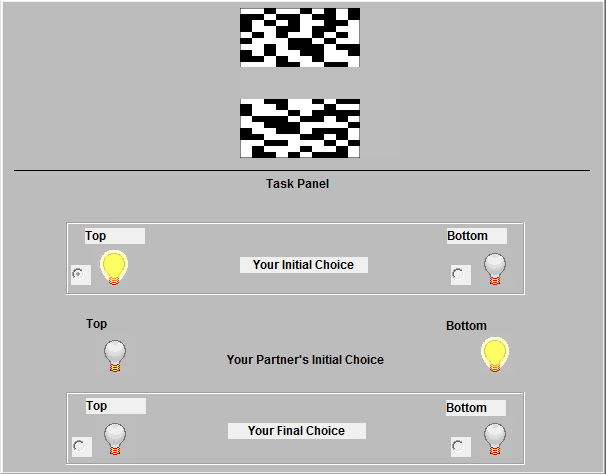 Task Panel
Top
Bottom
Your Initial Choice
Top
Bottom
Your Partner's Initial Choice
Top
Bottom
Your Final Choice